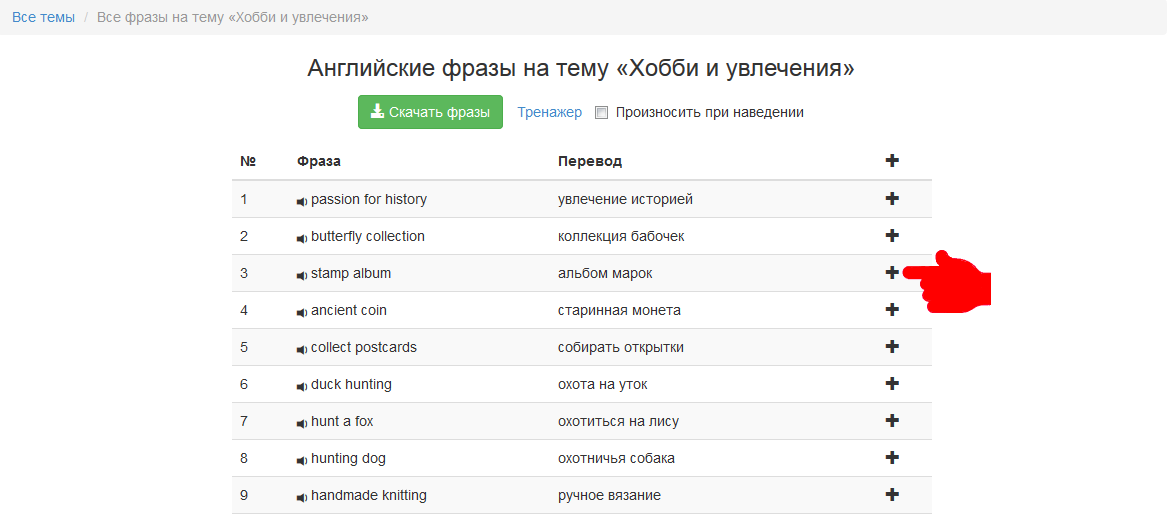 Все темы / Все фразы на тему «Хобби и увлечения»
Английские фразы на тему «Хобби и увлечения»
Скачать фразы Тренажер Произносить при наведении
№ Фраза Перевод
1 passion for history увлечение историей
2 butterfly collection коллекция бабочек
3 stamp album альбом марок
4 ancient coin старинная монета
5 collect postcards собирать открытки
6 duck hunting охота на уток
7 hunt a fox охотиться на лису
8 hunting dog охотничья собака
9 handmade knitting ручное вязание